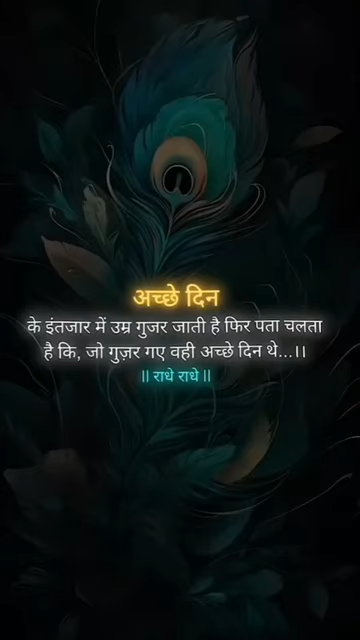 अच्छे दिन
के इंतजार में उम्र गुजर जाती है फिर पता चलता
है कि, जो गुज़र गए वही अच्छे दिन थे...।।
|| राधे राधे ||